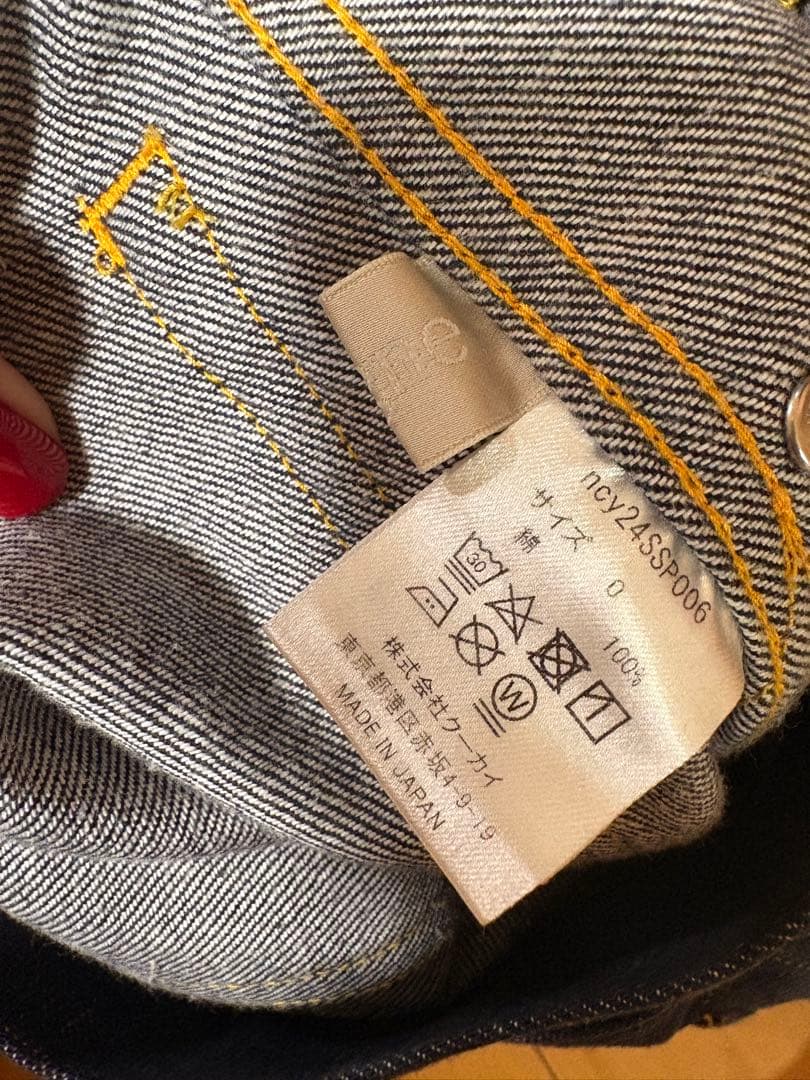 ncy24SSP006
サイズ 0
綿 100%
30
W
株式会社クーカイ
東京都港区赤坂4-9-19
MADE IN JAPAN